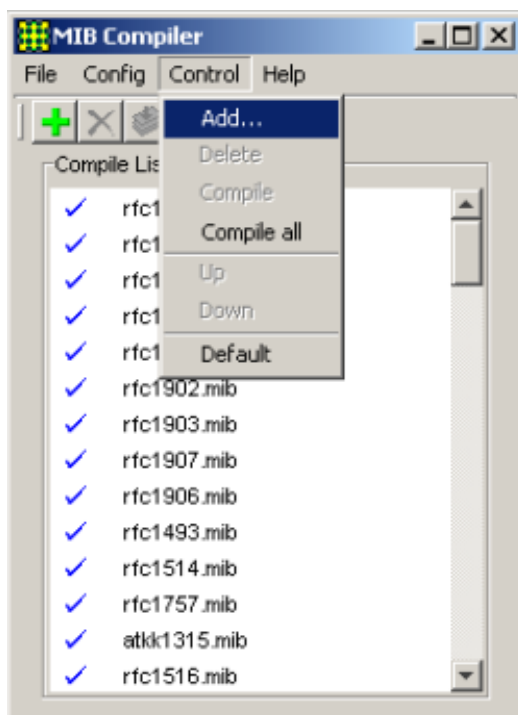 MIB Compiler
File Config Control Help
Add...
Compile Lis
Delete
Compile
Compile all
Up
Down
Default
rfc1
rfc1
rfc1
rfc1
rfc1
rfc1902.mib
rfc1903.mib
rfc1907.mib
rfc1906.mib
rfc1493.mib
rfc1514.mib
rfc1757.mib
atkk1315.mib
rfc1516.mib